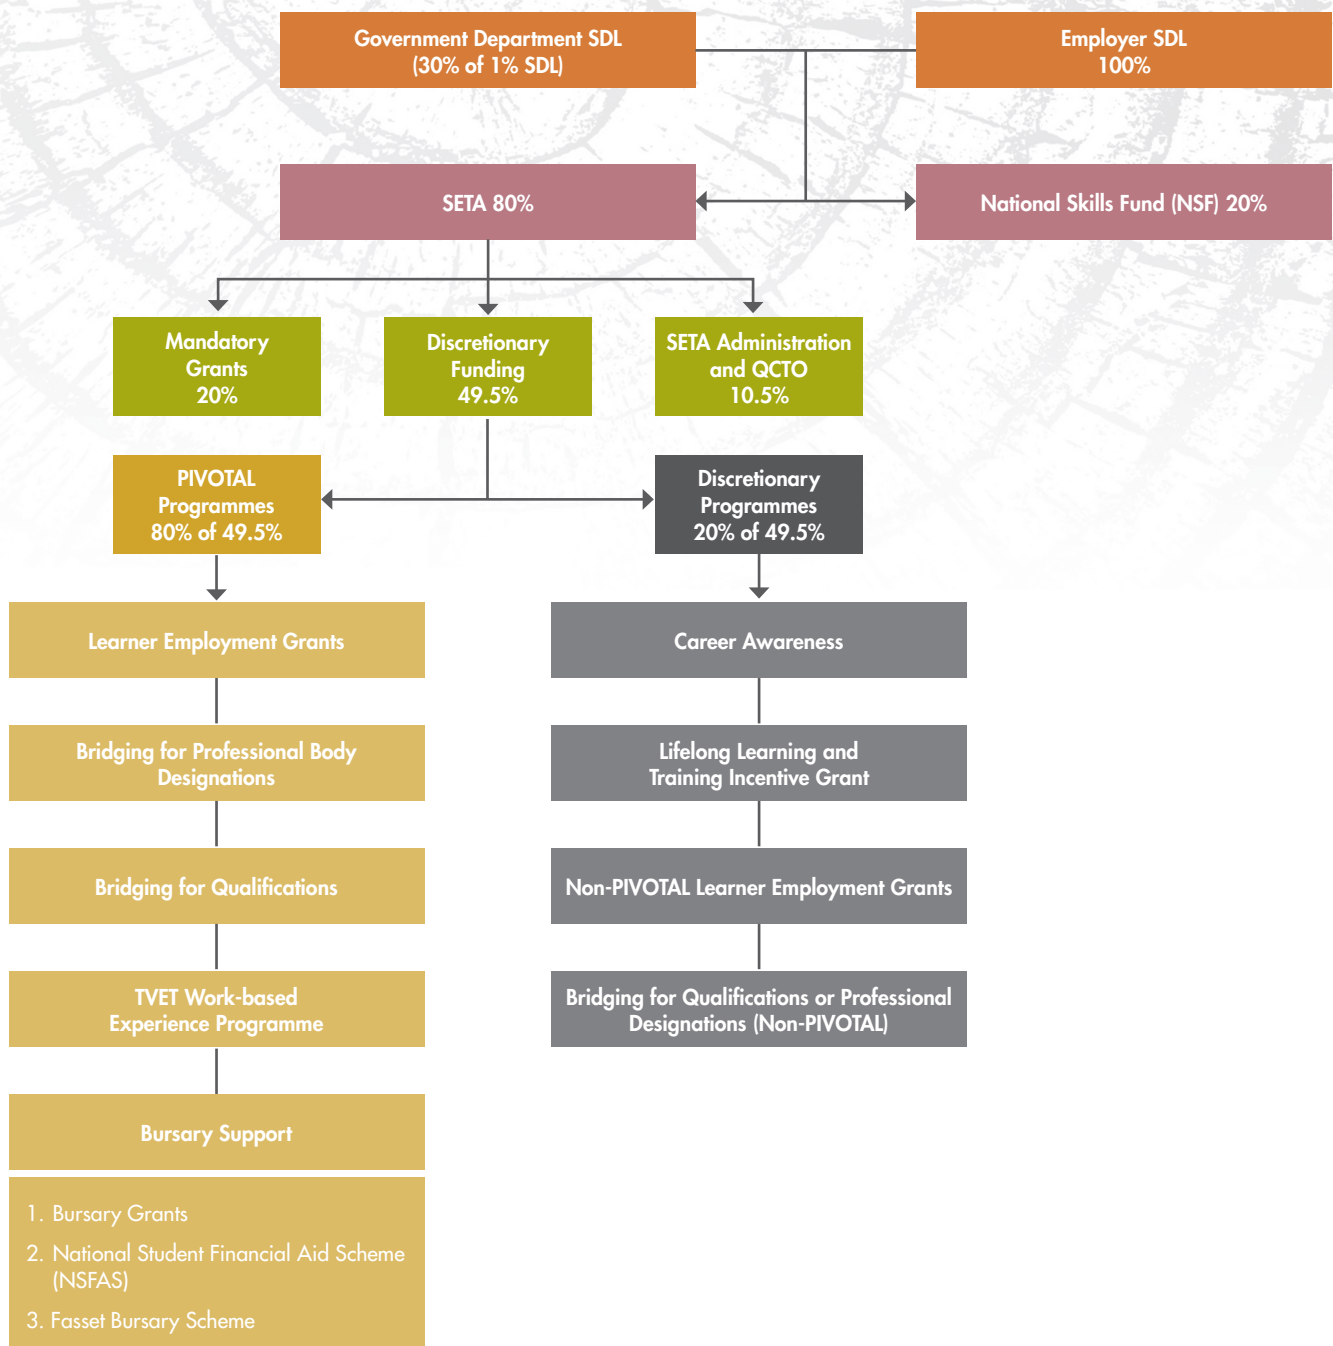 Government Department SDL
(30% of 1% SDL)
Employer SDL
100%
SETA 80%
National Skills Fund (NSF) 20%
Mandatory
Grants
20%
Discretionary
Funding
49.5%
SETA Administration
and QCTO
10.5%
PIVOTAL
Programmes
80% of 49.5%
Discretionary
Programmes
20% of 49.5%
Learner Employment Grants
Bridging for Professional Body
Designations
Bridging for Qualifications
TVET Work-based
Experience Programme
Bursary Support
1. Bursary Grants
2. National Student Financial Aid Scheme
(NSFAS)
3. Fasset Bursary Scheme
Career Awareness
Lifelong Learning and
Training Incentive Grant
Non-PIVOTAL Learner Employment Grants
Bridging for Qualifications or Professional
Designations (Non-PIVOTAL)